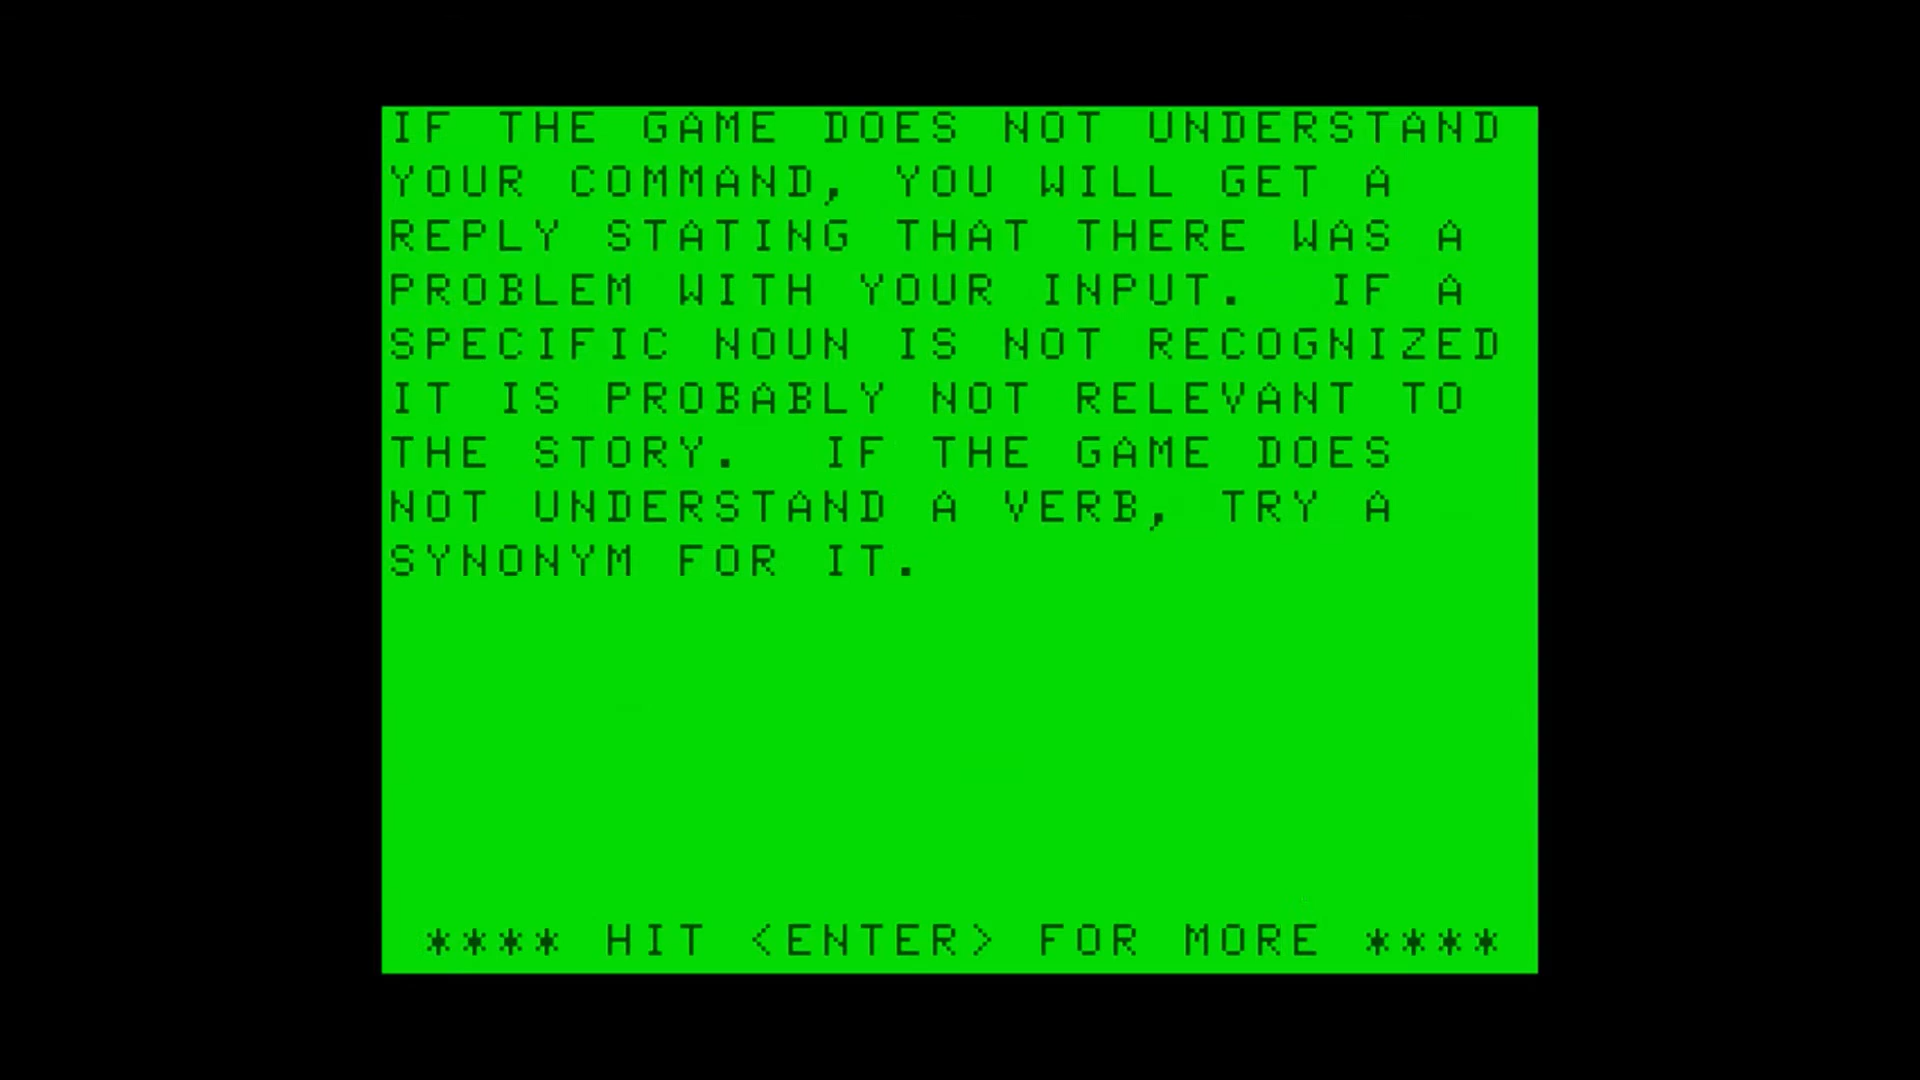 IF THE GAME DOES NOT UNDERSTAND
YOUR COMMAND, YOU WILL GET A
REPLY STATING THAT THERE WAS A
PROBLEM WITH YOUR INPUT.  IF A
SPECIFIC NOUN IS NOT RECOGNIZED
IT IS PROBABLY NOT RELEVANT TO
THE STORY.  IF THE GAME DOES
NOT UNDERSTAND A VERB, TRY A
SYNONYM FOR IT.
**** HIT <ENTER> FOR MORE ****